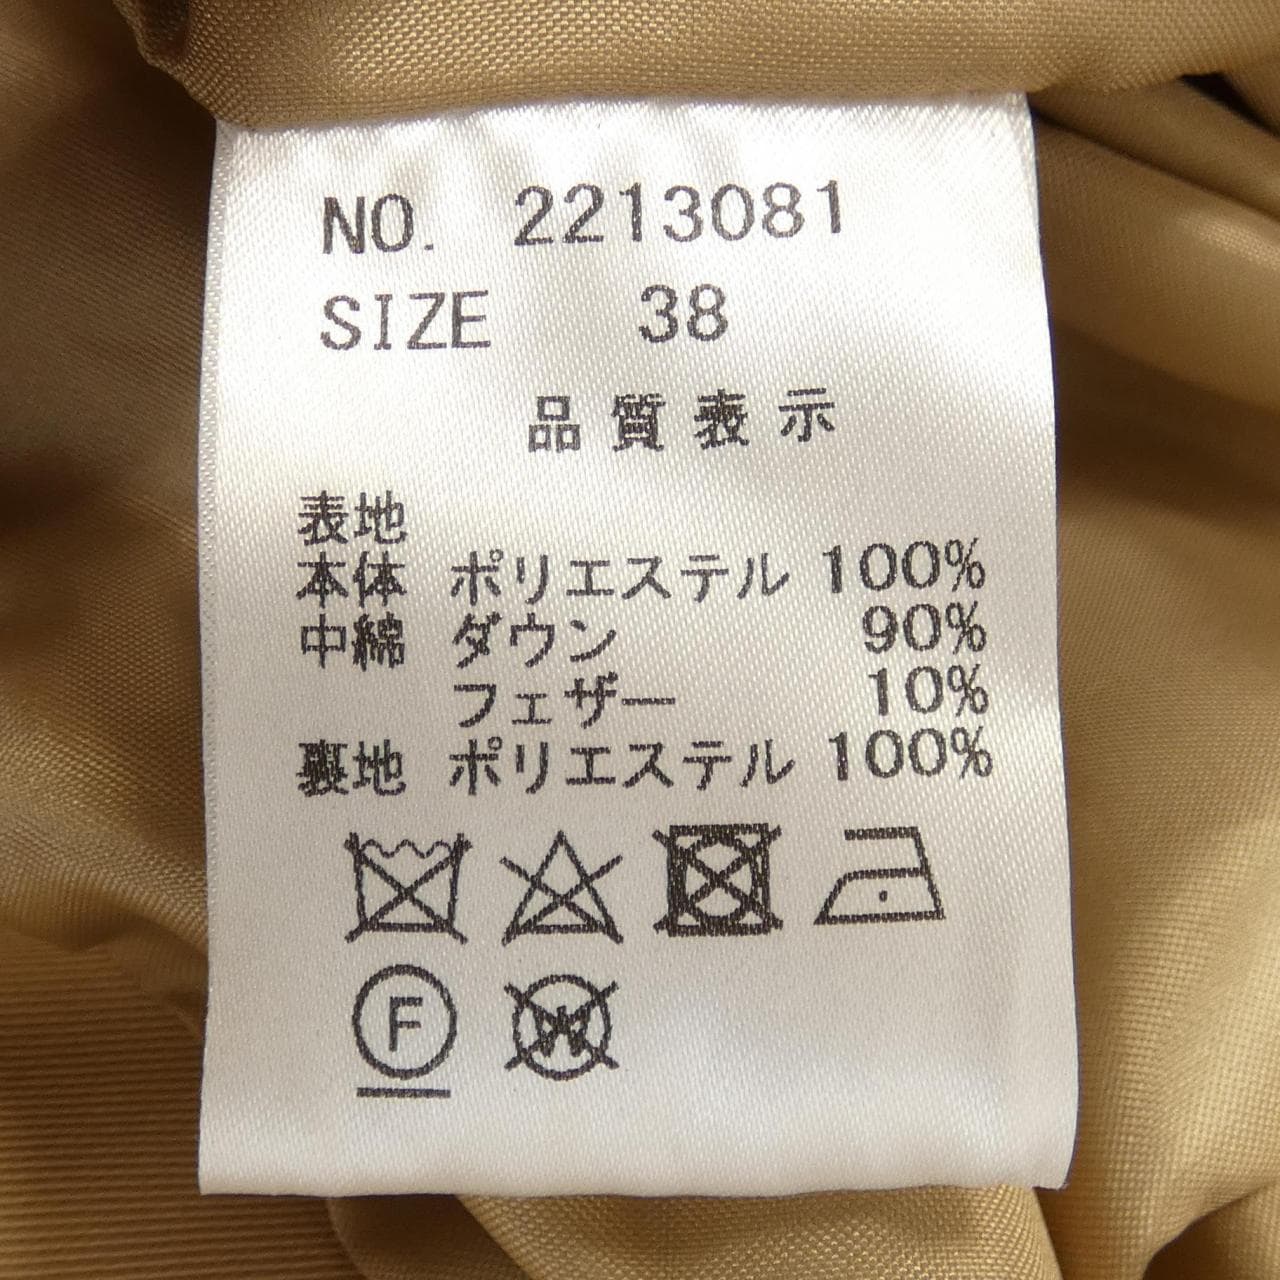 NO. 2213081
SIZE 38
品質表示
表地
本体 ポリエステル 100%
中綿 ダウン 90%
フェザー 10%
裏地 ポリエステル 100%
F
W